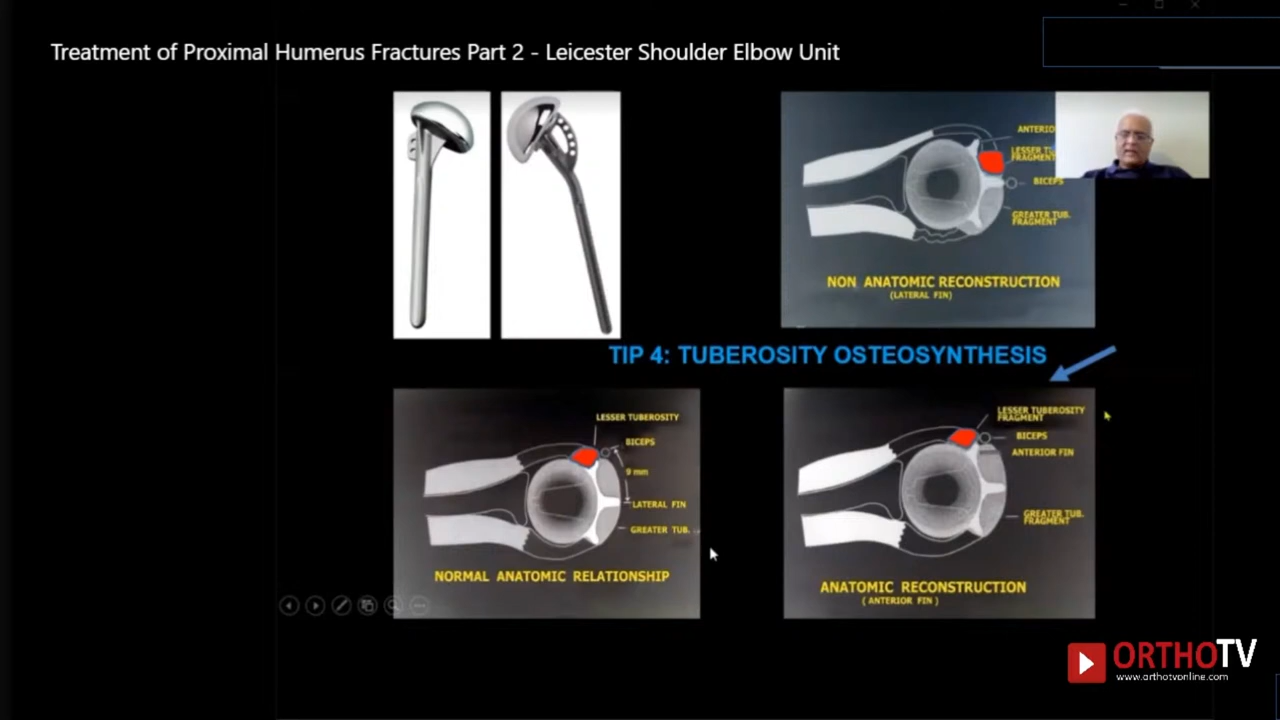 Treatment of Proximal Humerus Fractures Part 2 - Leicester Shoulder Elbow Unit
LESSER
FRAGMENT
BICEPS
GREATER TUB.
FRAGMENT
NON ANATOMIC RECONSTRUCTION
(LATERAL FIN)
TIP 4: TUBEROSITY OSTEOSYNTHESIS
LESSER TUBEROSITY
BICEPS
9 mm
LATERAL FIN
GREATER TUB.
NORMAL ANATOMIC RELATIONSHIP
LESSER TUBEROSITY
FRAGMENT
BICEPS
ANTERIOR FIN
GREATER TUB.
FRAGMENT
ANATOMIC RECONSTRUCTION
( ANTERIOR FIN )
ORTHOTV
www.orthotvonline.com